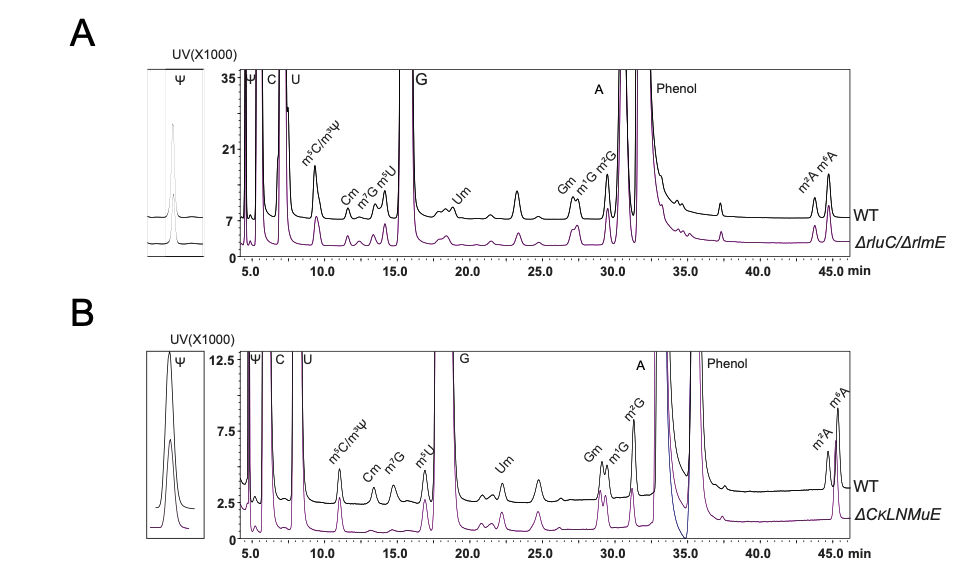 A
UV(X1000)
Ψ
35
21
7
0
Ψ C U G A Phenol
m⁵C/m³Ψ Cm m⁷G m⁵U Um Gm m¹G m²G m²A m⁶A
WT
ΔrluC/ΔrlmE
5.0 10.0 15.0 20.0 25.0 30.0 35.0 40.0 45.0 min
B
UV(X1000)
Ψ
12.5
7.5
2.5
0
Ψ C U G A Phenol
m⁵C/m³Ψ Cm m⁷G m⁵U Um Gm m¹G m²G m²A m⁶A
WT
ΔCKLNMuE
5.0 10.0 15.0 20.0 25.0 30.0 35.0 40.0 45.0 min